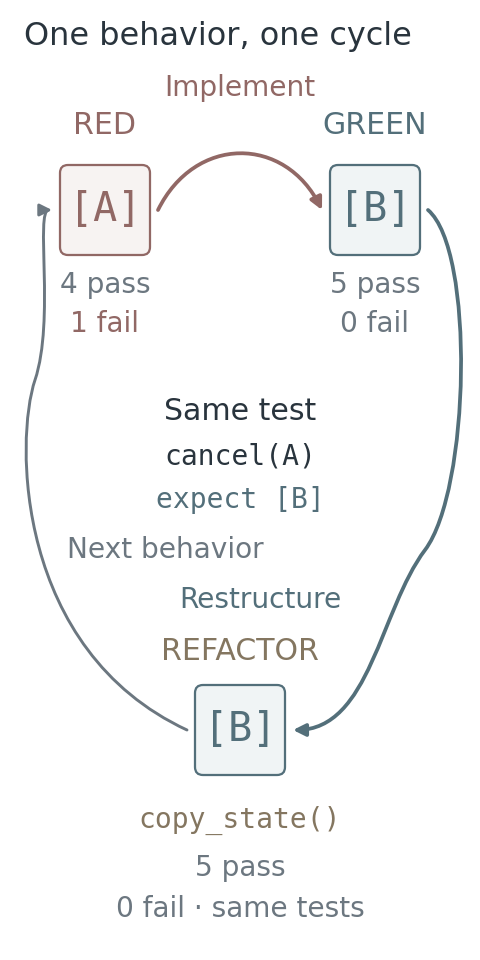 One behavior, one cycle
Implement
RED
GREEN
[A]
[B]
4 pass
1 fail
5 pass
0 fail
Same test
cancel(A)
expect [B]
Next behavior
Restructure
REFACTOR
[B]
copy_state()
5 pass
0 fail · same tests